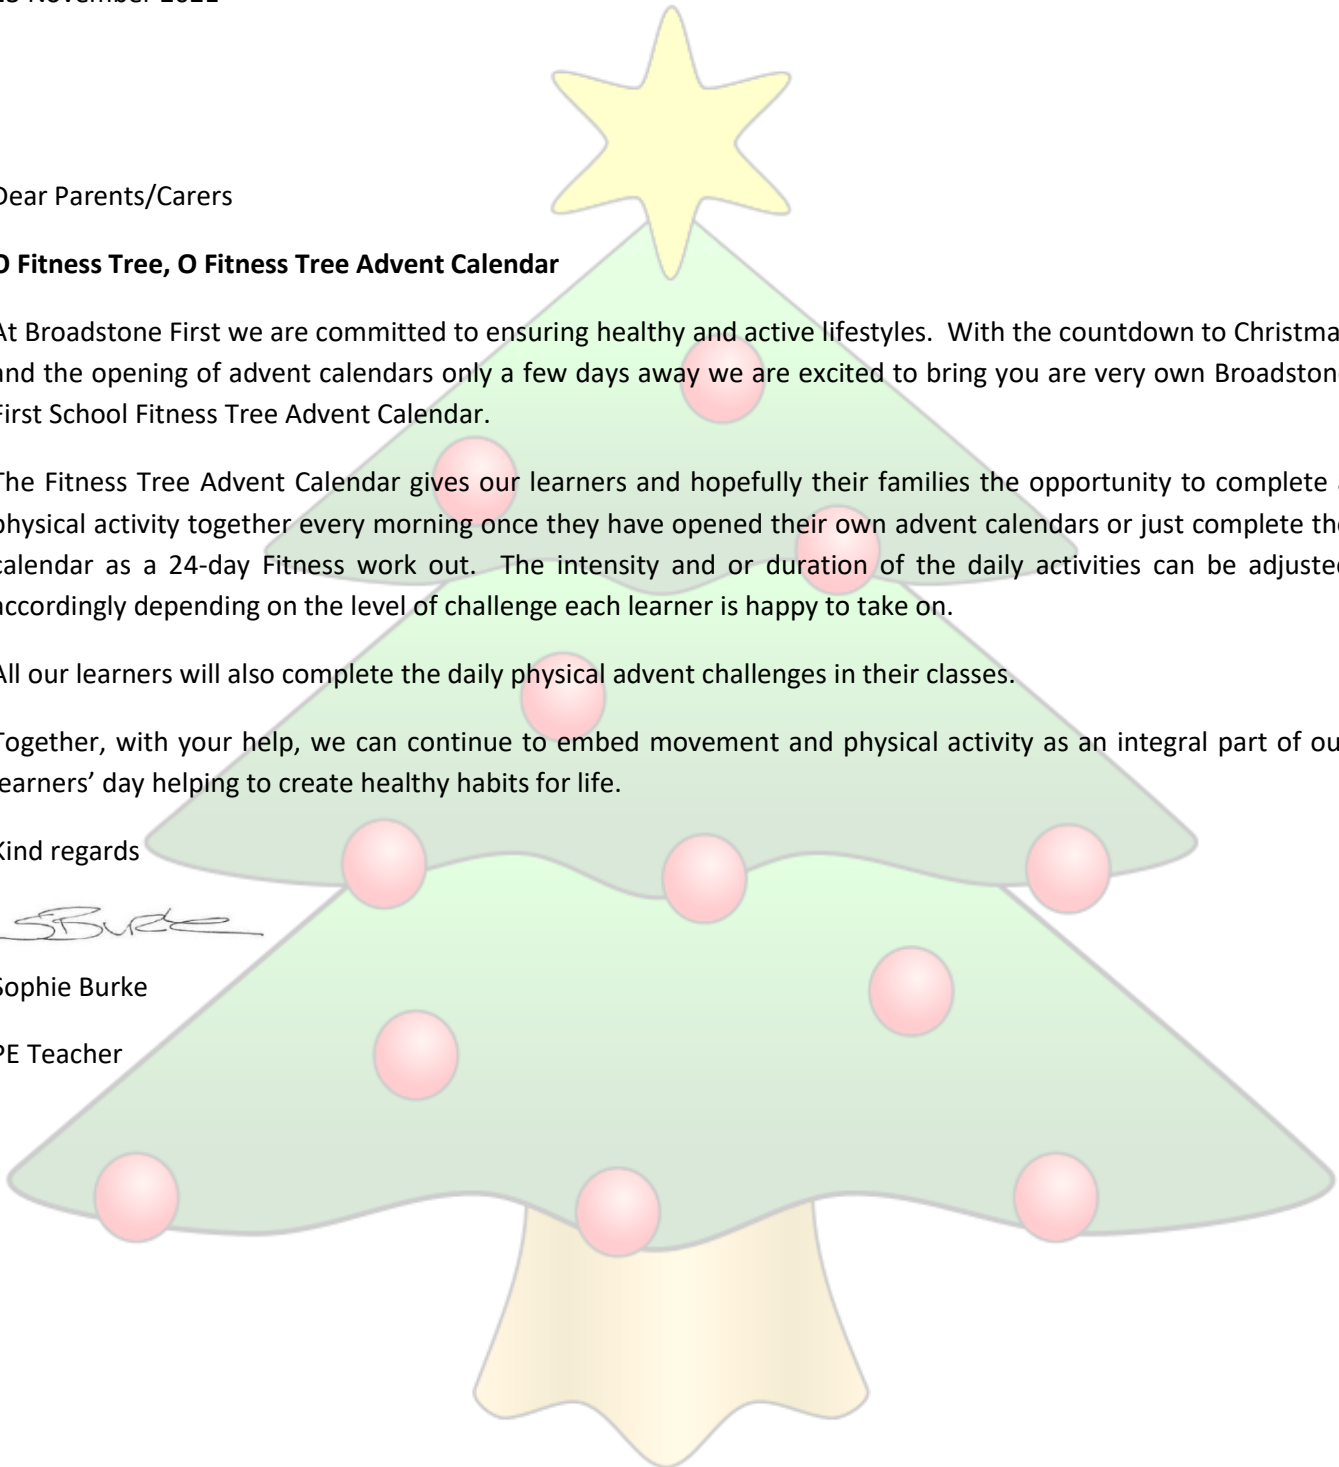 November
Dear Parents/Carers
O Fitness Tree, O Fitness Tree Advent Calendar
At Broadstone First we are committed to ensuring healthy and active lifestyles. With the countdown to Christma
and the opening of advent calendars only a few days away we are excited to bring you are very own Broadstone
First School Fitness Tree Advent Calendar.
The Fitness Tree Advent Calendar gives our learners and hopefully their families the opportunity to complete a
physical activity together every morning once they have opened their own advent calendars or just complete the
calendar as a 24-day Fitness work out. The intensity and or duration of the daily activities can be adjusted
accordingly depending on the level of challenge each learner is happy to take on.
All our learners will also complete the daily physical advent challenges in their classes.
Together, with your help, we can continue to embed movement and physical activity as an integral part of ou
learners’ day helping to create healthy habits for life.
Kind regards
SBurke
Sophie Burke
PE Teacher